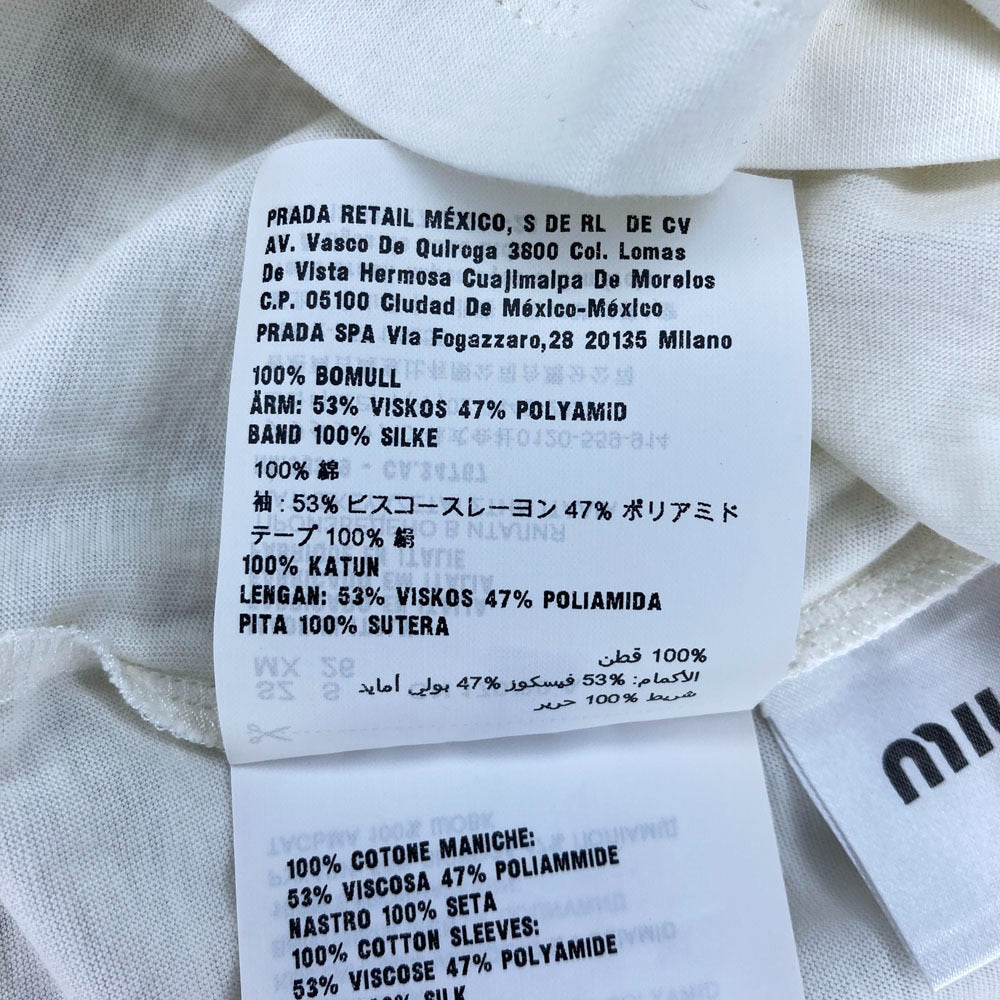 PRADA RETAIL MÉXICO, S DE RL DE CV
AV. Vasco De Quiroga 3800 Col. Lomas
De Vista Hermosa Cuajimalpa De Morelos
C.P. 05100 Ciudad De México-México
PRADA SPA Via Fogazzaro,28 20135 Milano
100% BOMULL
ÄRM: 53% VISKOS 47% POLYAMID
BAND 100% SILKE
100% 綿
袖 : 53% ビスコースレーヨン 47% ポリアミド
テープ 100% 絹
100% KATUN
LENGAN: 53% VISKOS 47% POLIAMIDA
PITA 100% SUTERA
100% قطن
الأكمام: 53% فيسكوز 47% بولي أمايد
شريط 100% حرير
100% COTONE MANICHE:
53% VISCOSA 47% POLIAMMIDE
NASTRO 100% SETA
100% COTTON SLEEVES:
53% VISCOSE 47% POLYAMIDE
SILK